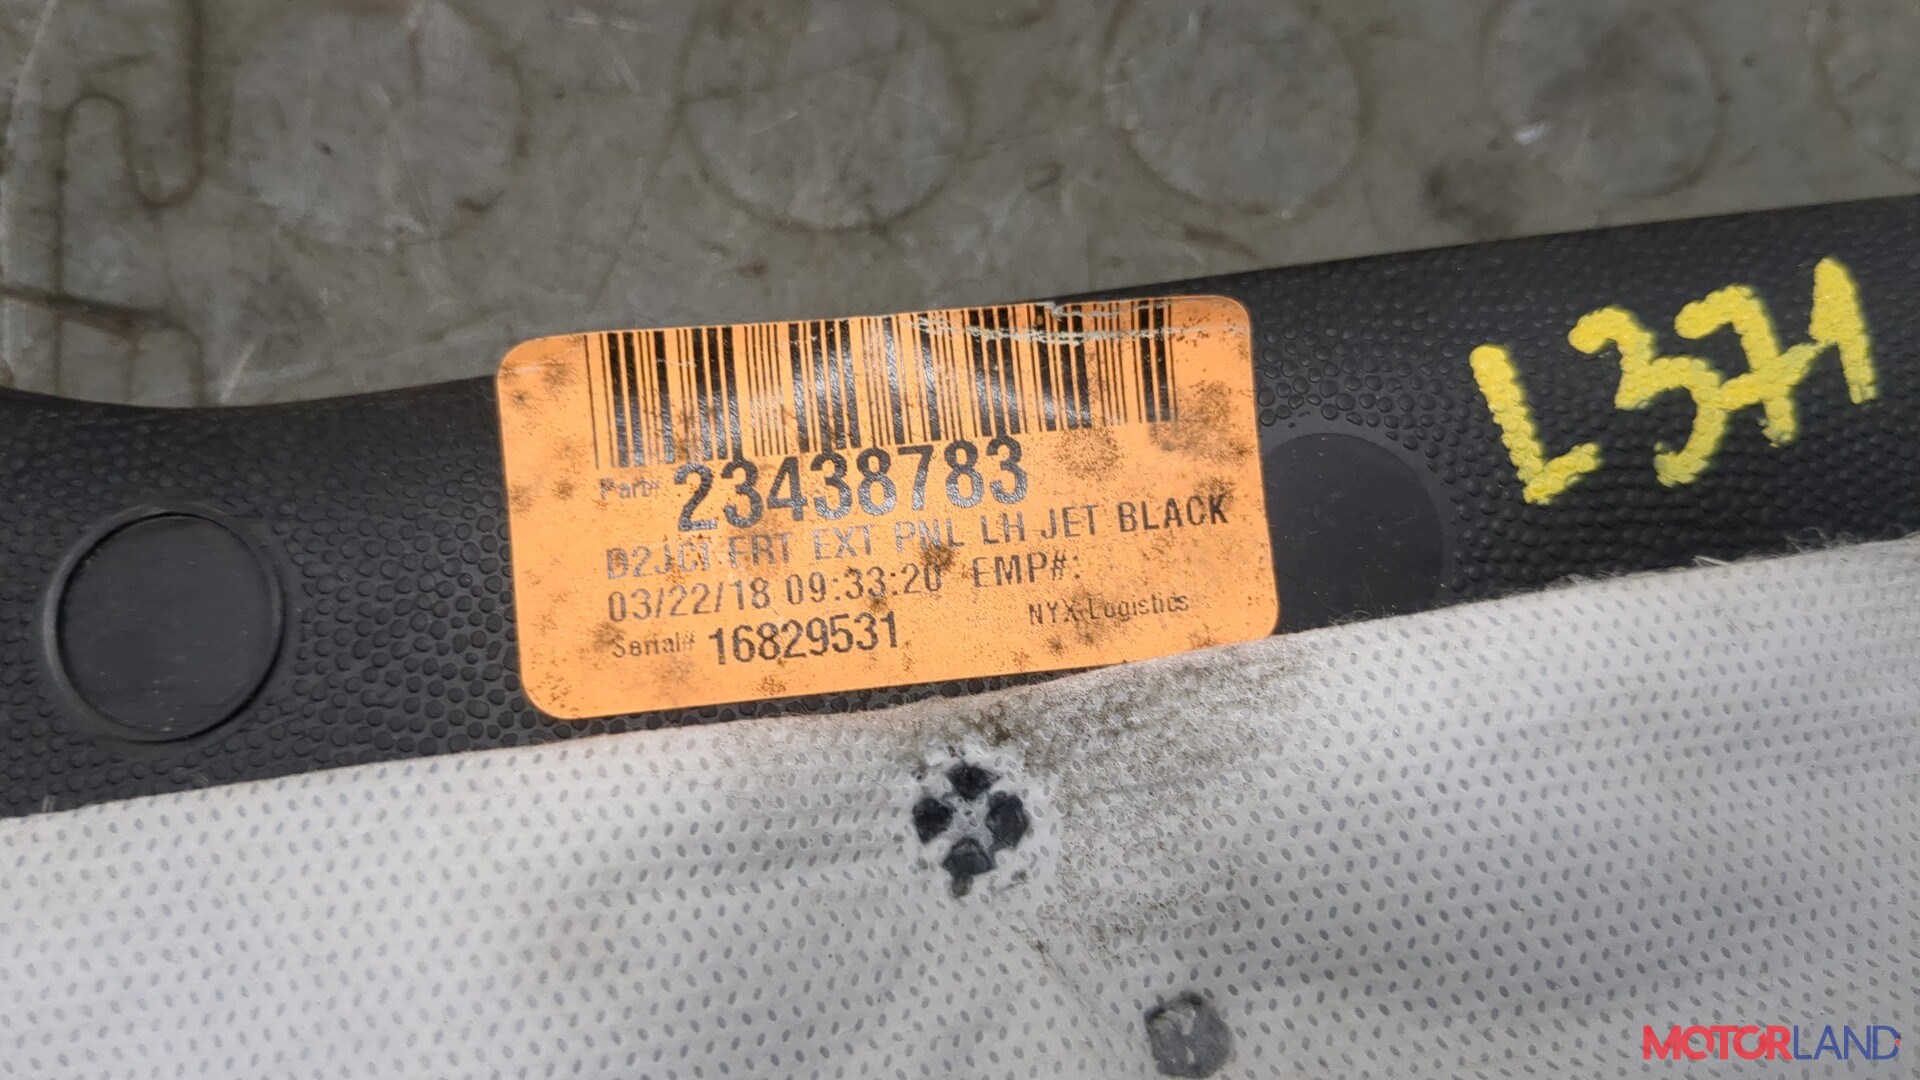 L371
Part# 23438783
D2JCT FRT EXT PNL LH JET BLACK
03/22/18 09:33:20 EMP#:
Serial# 16829531 NYX Logistics
MOTORLAND